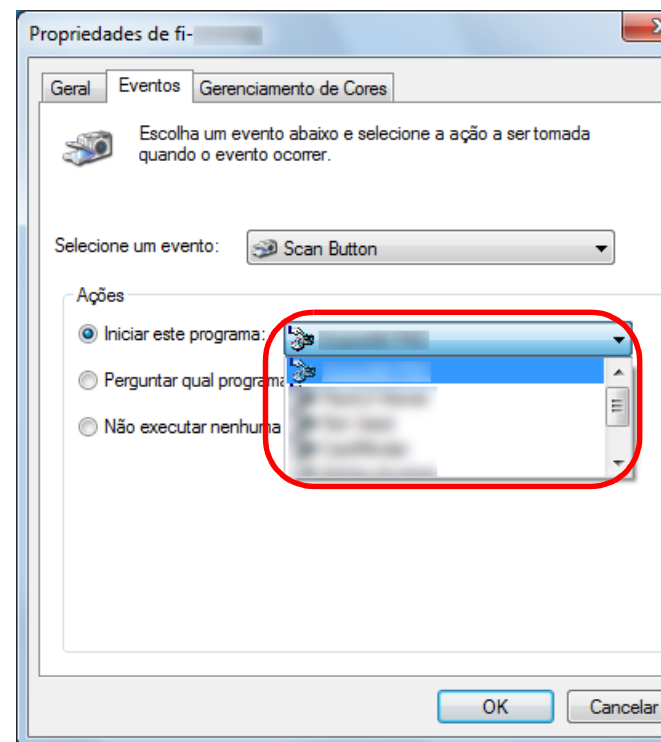 Propriedades de fi-
Geral Eventos Gerenciamento de Cores
Escolha um evento abaixo e selecione a ação a ser tomada
quando o evento ocorrer.
Selecione um evento: Scan Button
Ações
Iniciar este programa:
Perguntar qual programa
Não executar nenhuma
OK Cancelar